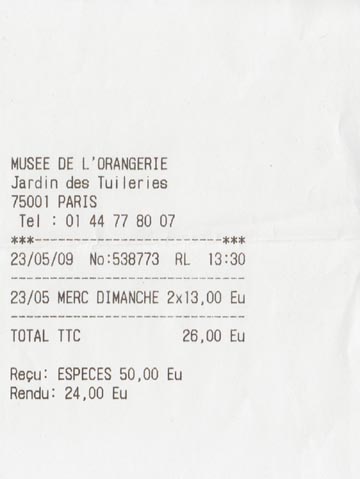 MUSEE DE L'ORANGERIE
Jardin des Tuileries
75001 PARIS
Tel : 01 44 77 80 07
***------------------------***
23/05/09 No:538773 RL 13:30
------------------------------
23/05 MERC DIMANCHE 2x13,00 Eu
------------------------------
TOTAL TTC 26,00 Eu
Reçu: ESPECES 50,00 Eu
Rendu: 24,00 Eu